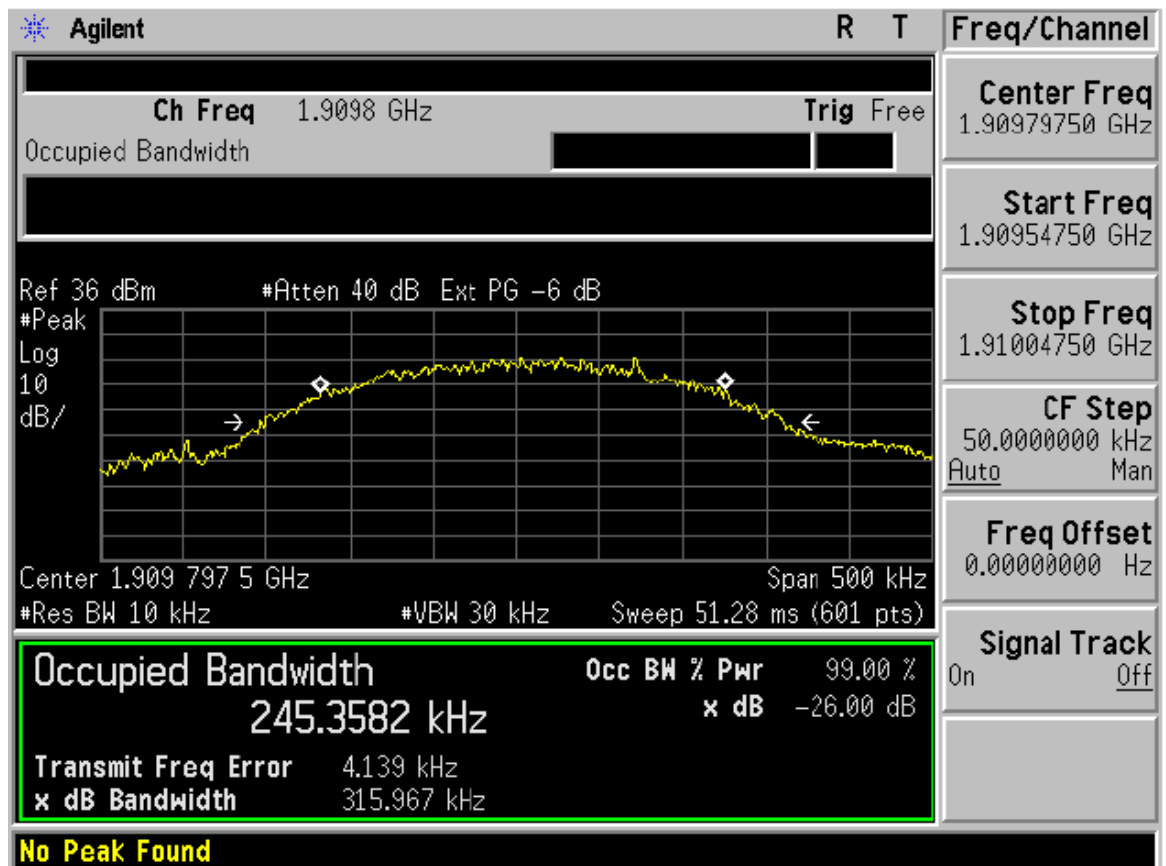 Agilent R T
Ch Freq 1.9098 GHz Trig Free
Occupied Bandwidth
Ref 36 dBm #Atten 40 dB Ext PG -6 dB
#Peak
Log
10
dB/
Center 1.909 797 5 GHz Span 500 kHz
#Res BW 10 kHz #VBW 30 kHz Sweep 51.28 ms (601 pts)
Occupied Bandwidth
245.3582 kHz
Occ BW % Pwr 99.00 %
x dB -26.00 dB
Transmit Freq Error 4.139 kHz
x dB Bandwidth 315.967 kHz
No Peak Found
Freq/Channel
Center Freq
1.90979750 GHz
Start Freq
1.90954750 GHz
Stop Freq
1.91004750 GHz
CF Step
50.0000000 kHz
Auto Man
Freq Offset
0.00000000 Hz
Signal Track
On Off